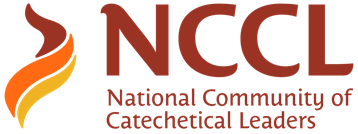 NCCL
National Community of
Catechetical Leaders